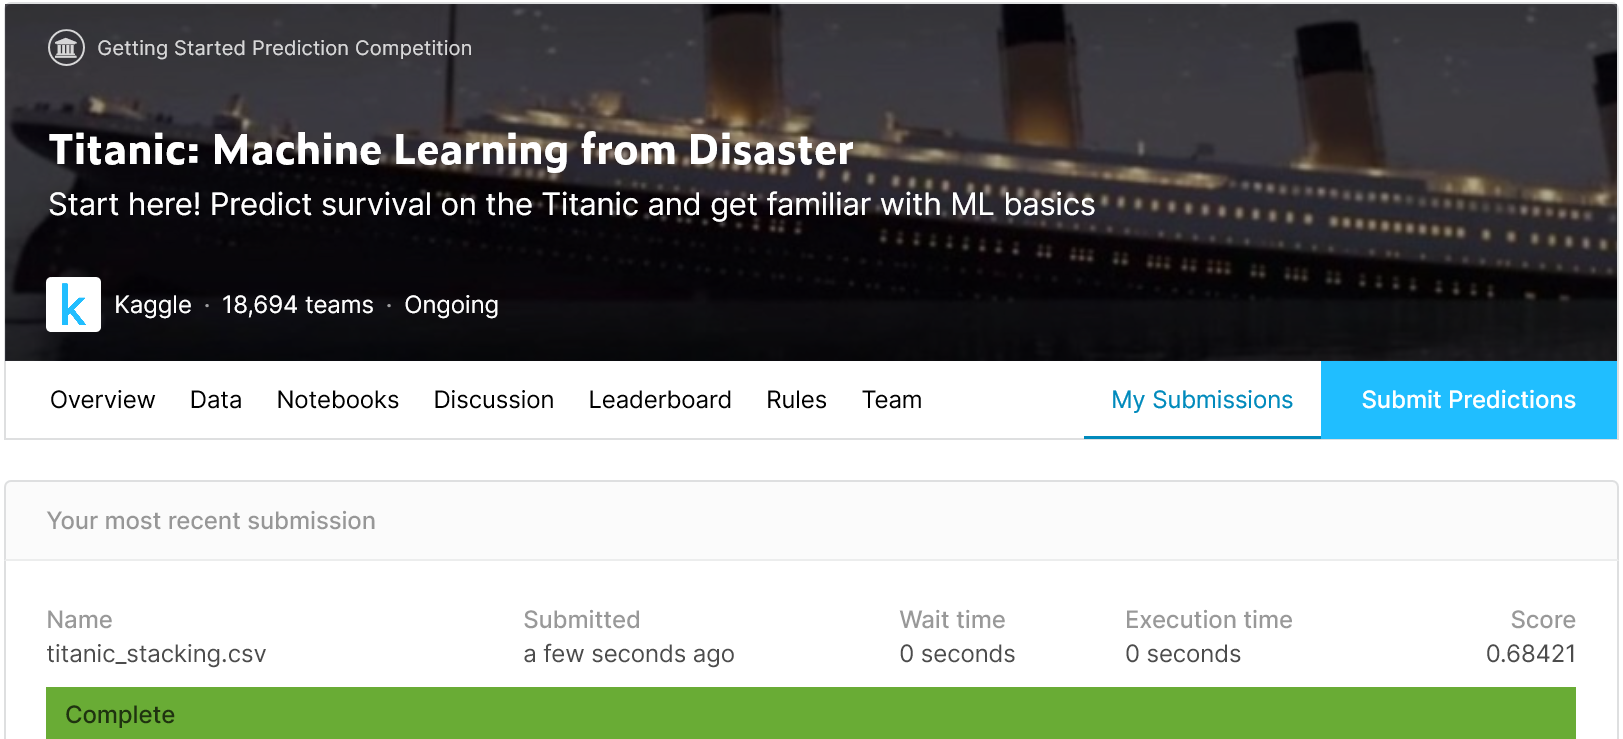 Getting Started Prediction Competition
Titanic: Machine Learning from Disaster
Start here! Predict survival on the Titanic and get familiar with ML basics
k Kaggle · 18,694 teams · Ongoing
Overview Data Notebooks Discussion Leaderboard Rules Team My Submissions Submit Predictions
Your most recent submission
Name Submitted Wait time Execution time Score
titanic_stacking.csv a few seconds ago 0 seconds 0 seconds 0.68421
Complete